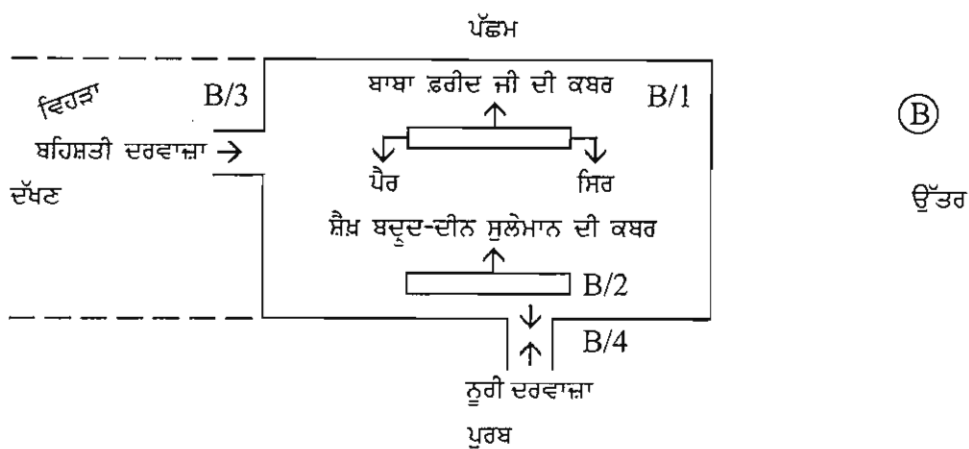 ਪੱਛਮ
ਬਾਬਾ ਫ਼ਰੀਦ ਜੀ ਦੀ ਕਬਰ
B/1
B/3
ਵਿਹੜਾ
B
ਬਹਿਸ਼ਤੀ ਦਰਵਾਜ਼ਾ
ਪੈਰ
ਸਿਰ
ਦੱਖਣ
ਉੱਤਰ
ਸ਼ੈਖ਼ ਬਦ੍ਰੁਦ-ਦੀਨ ਸੁਲੇਮਾਨ ਦੀ ਕਬਰ
B/2
B/4
ਨੂਰੀ ਦਰਵਾਜ਼ਾ
ਪੂਰਬ